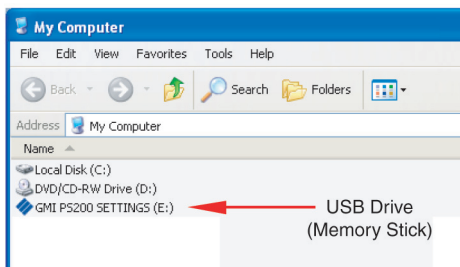 My Computer
File Edit View Favorites Tools Help
Back Search Folders
Address My Computer
Name
Local Disk (C:)
DVD/CD-RW Drive (D:)
GMI PS200 SETTINGS (E:) USB Drive
(Memory Stick)